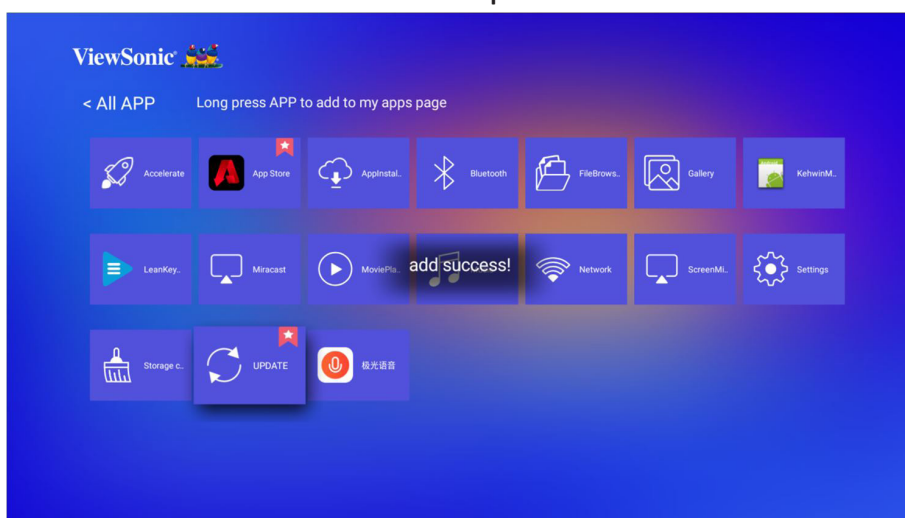 ViewSonic®
< All APP Long press APP to add to my apps page
Accelerate App Store AppInstal.. Bluetooth FileBrows.. Gallery KehwinM..
LeanKey.. Miracast MoviePla.. add success! Network ScreenMi.. Settings
Storage c.. UPDATE 极光语音